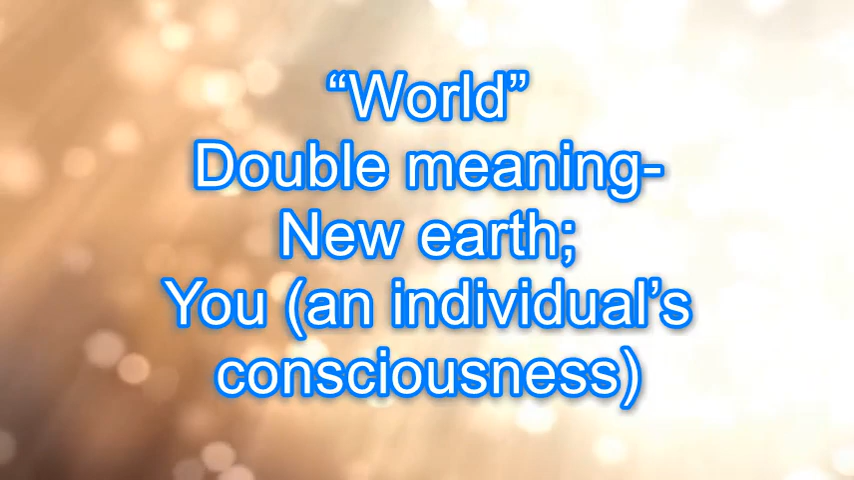 “World”
Double meaning-
New earth;
You (an individual’s
consciousness)